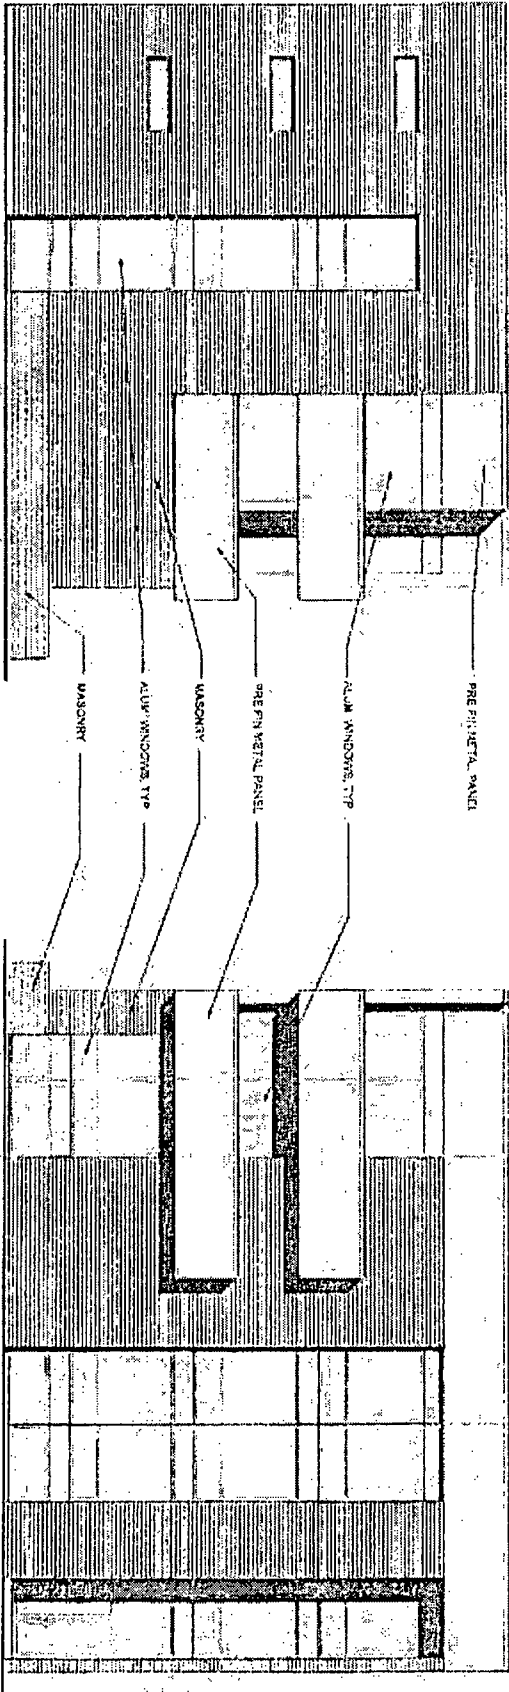 PRE FIN METAL PANEL
ALUM WINDOWS, TYP
PRE FIN METAL PANEL
MASONRY
ALUM WINDOWS, TYP
MASONRY